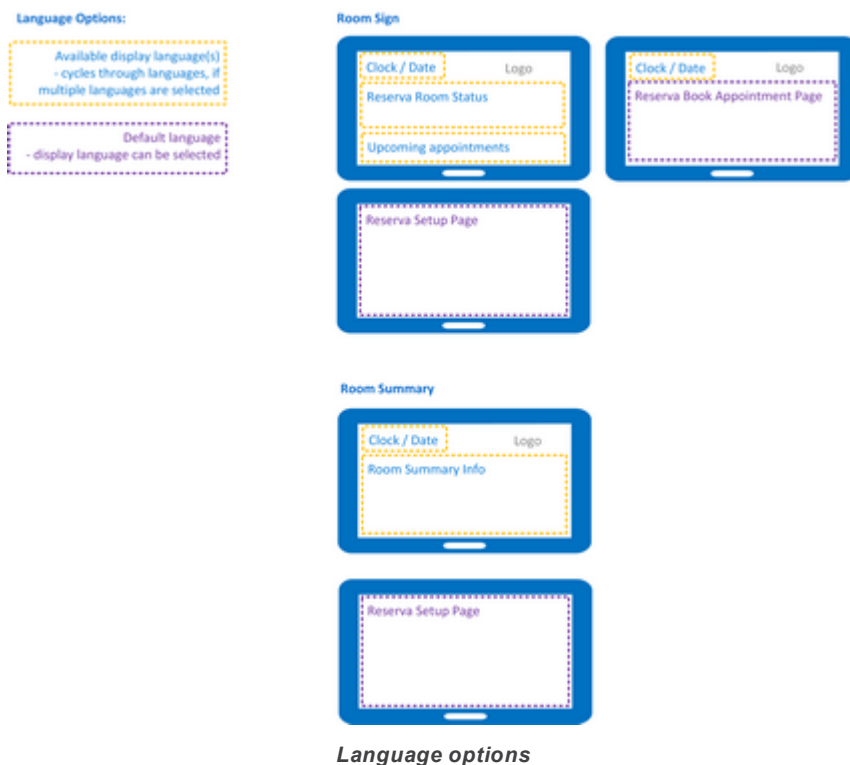 Language Options:
Available display language(s)
- cycles through languages, if
multiple languages are selected
Default language
- display language can be selected
Room Sign
Clock / Date
Logo
Reserva Room Status
Upcoming appointments
Clock / Date
Logo
Reserva Book Appointment Page
Reserva Setup Page
Room Summary
Clock / Date
Logo
Room Summary Info
Reserva Setup Page
Language options